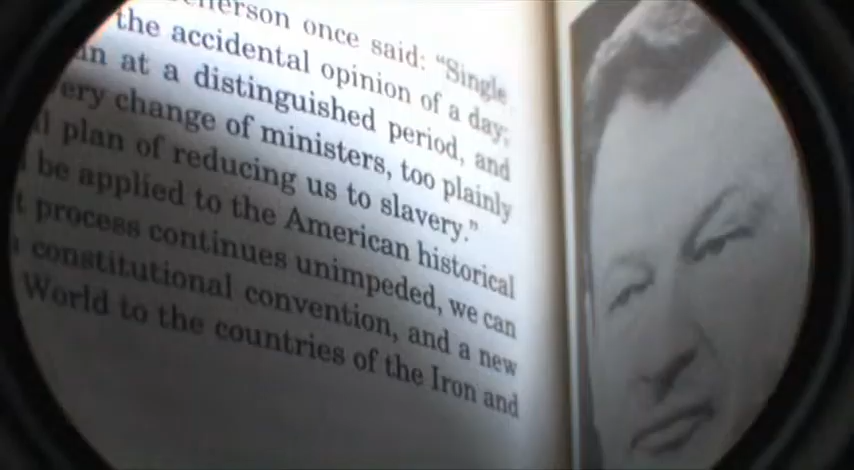 once said: "Single
the accidental opinion of a day;
at a distinguished period, and
change of ministers, too plainly
plan of reducing us to slavery."
be applied to the American historical
process continues unimpeded, we can
constitutional convention, and a new
World to the countries of the Iron and